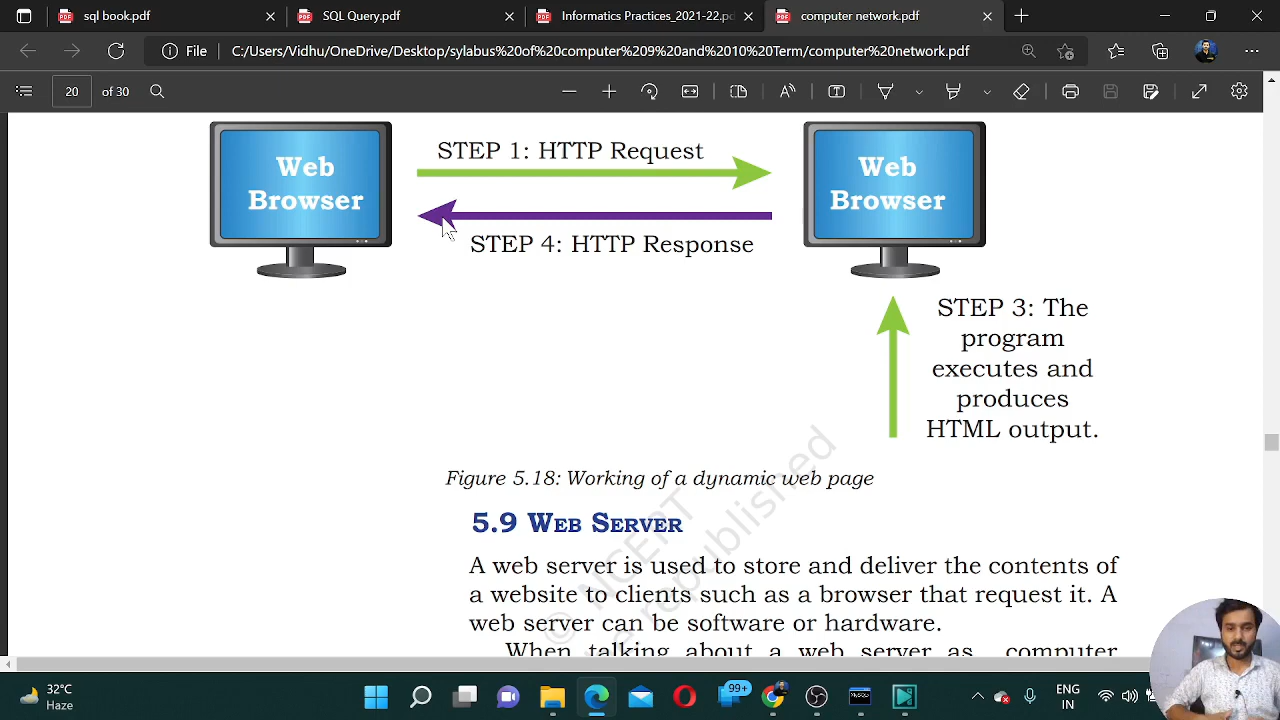 sql book.pdf
SQL Query.pdf
Informatics Practices_2021-22.pd
computer network.pdf
File
C:/Users/Vidhu/OneDrive/Desktop/sylabus%20of%20computer%209%20and%2010%20Term/computer%20network.pdf
20 of 30
Web Browser
STEP 1: HTTP Request
STEP 4: HTTP Response
Web Browser
STEP 3: The
program
executes and
produces
HTML output.
Figure 5.18: Working of a dynamic web page
5.9 WEB SERVER
A web server is used to store and deliver the contents of
a website to clients such as a browser that request it. A
web server can be software or hardware.
When talking about a web server as computer
© NCERT
republished
32°C
Haze
99+
ENG
IN